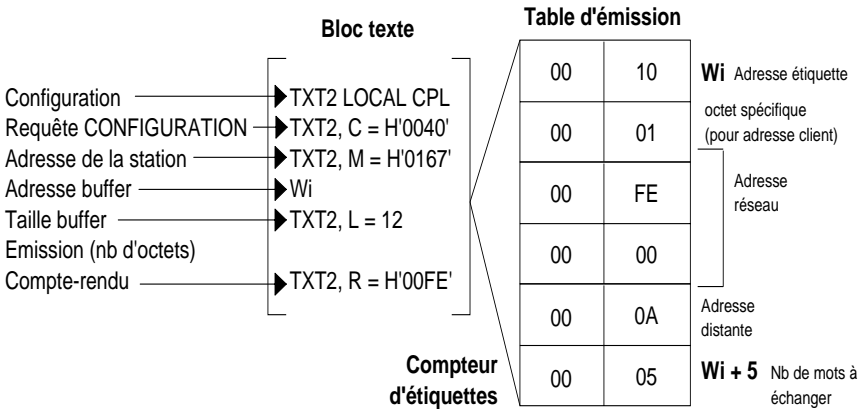 Bloc texte
Table d'émission
Configuration TXT2 LOCAL CPL
Requête CONFIGURATION TXT2, C = H'0040'
Adresse de la station TXT2, M = H'0167'
Adresse buffer Wi
Taille buffer TXT2, L = 12
Emission (nb d'octets)
Compte-rendu TXT2, R = H'00FE'
00 10 Wi Adresse étiquette
00 01 octet spécifique
(pour adresse client)
00 FE Adresse
réseau
00 00
00 0A Adresse
distante
Compteur
d'étiquettes
00 05 Wi + 5 Nb de mots à
échanger